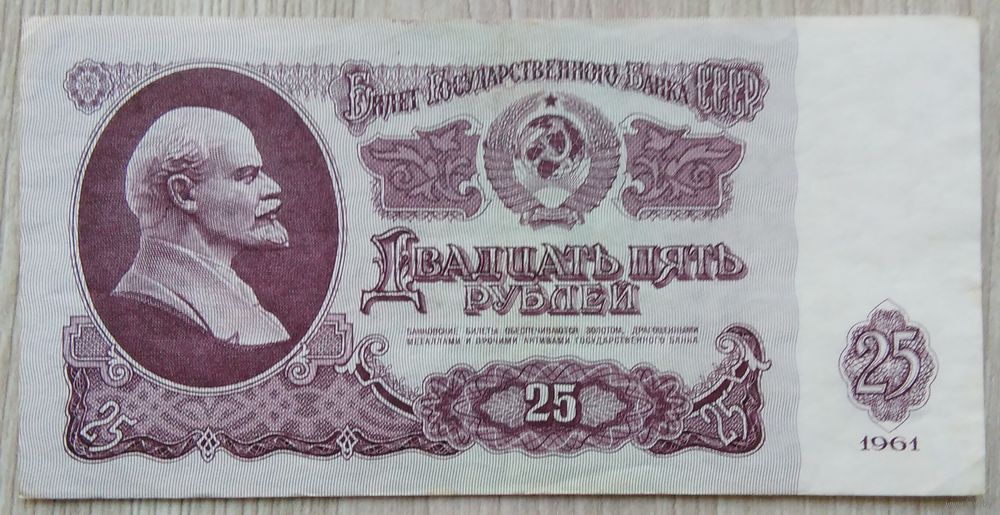 Билет Государственного Банка СССР
Двадцать пять
рублей
БАНКОВСКИЕ БИЛЕТЫ ОБЕСПЕЧИВАЮТСЯ ЗОЛОТОМ, ДРАГОЦЕННЫМИ
МЕТАЛЛАМИ И ПРОЧИМИ АКТИВАМИ ГОСУДАРСТВЕННОГО БАНКА
25
25
25
25
1961